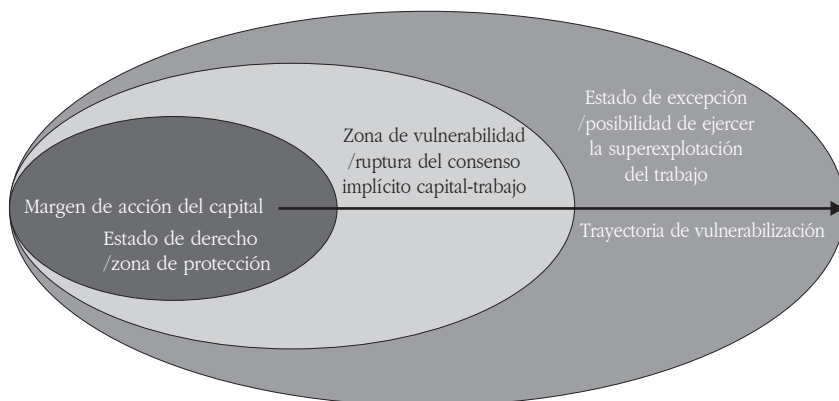 Margen de acción del capital
Estado de derecho
/zona de protección
Zona de vulnerabilidad
/ruptura del consenso
implícito capital-trabajo
Estado de excepción
/posibilidad de ejercer
la superexplotación
del trabajo
Trayectoria de vulnerabilización